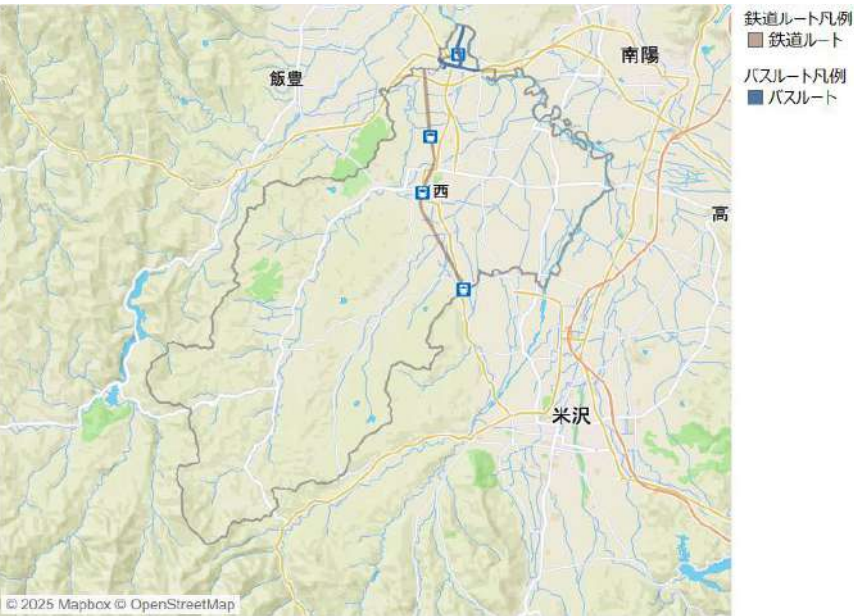 鉄道ルート凡例
鉄道ルート
バスルート凡例
バスルート
南陽
飯豊
西
高
米沢
© 2025 Mapbox © OpenStreetMap